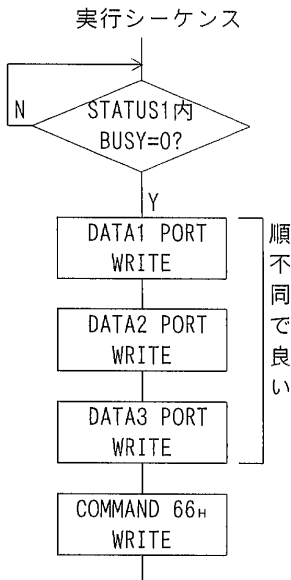 実行シーケンス
N
STATUS1内
BUSY=0?
Y
DATA1 PORT
WRITE
DATA2 PORT
WRITE
DATA3 PORT
WRITE
順不同で良い
COMMAND 66H
WRITE